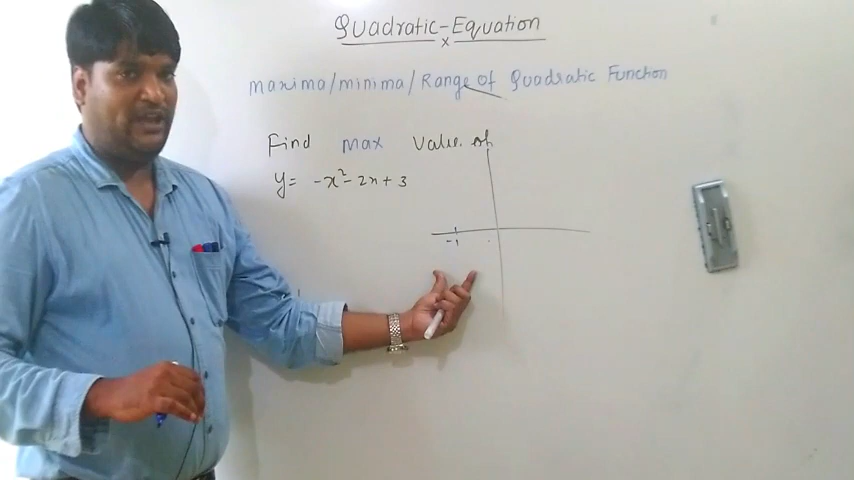 Quadratic-Equation
x
maxima/minima/Range of Quadratic Function
Find max value of
y= -x²-2x+3
-1